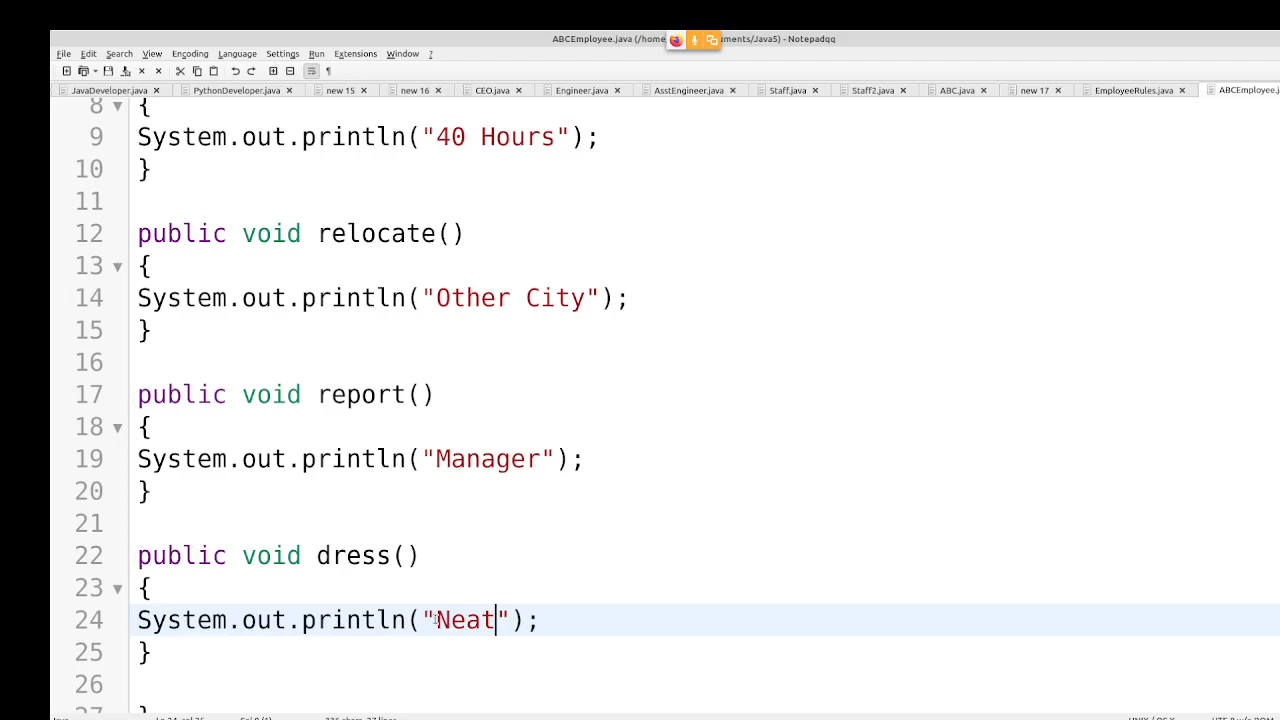 ABCEmployee.java (/home uments/Java5) - Notepadqq
File Edit Search View Encoding Language Settings Run Extensions Window ?
JavaDeveloper.java PythonDeveloper.java new 15 new 16 CEO.java Engineer.java AsstEngineer.java Staff.java Staff2.java ABC.java new 17 EmployeeRules.java ABCEmployee.j
8 {
9 System.out.println("40 Hours");
10 }
11
12 public void relocate()
13 {
14 System.out.println("Other City");
15 }
16
17 public void report()
18 {
19 System.out.println("Manager");
20 }
21
22 public void dress()
23 {
24 System.out.println("Neat");
25 }
26
27 }